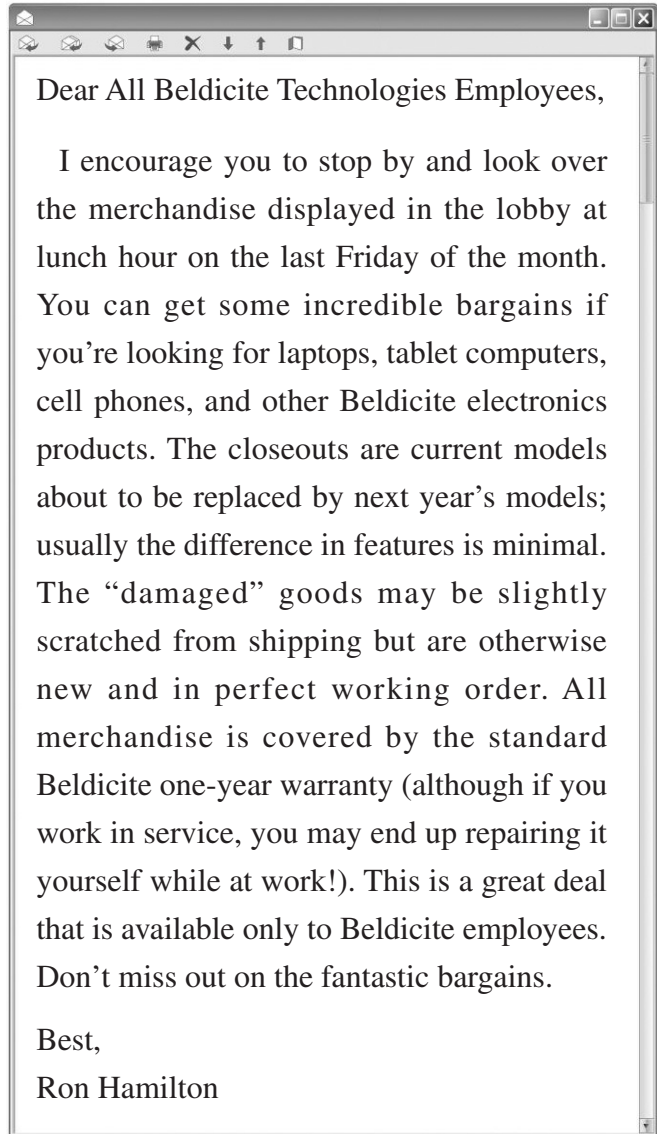 Dear All Beldicite Technologies Employees,
I encourage you to stop by and look over
the merchandise displayed in the lobby at
lunch hour on the last Friday of the month.
You can get some incredible bargains if
you’re looking for laptops, tablet computers,
cell phones, and other Beldicite electronics
products. The closeouts are current models
about to be replaced by next year’s models;
usually the difference in features is minimal.
The “damaged” goods may be slightly
scratched from shipping but are otherwise
new and in perfect working order. All
merchandise is covered by the standard
Beldicite one-year warranty (although if you
work in service, you may end up repairing it
yourself while at work!). This is a great deal
that is available only to Beldicite employees.
Don’t miss out on the fantastic bargains.
Best,
Ron Hamilton